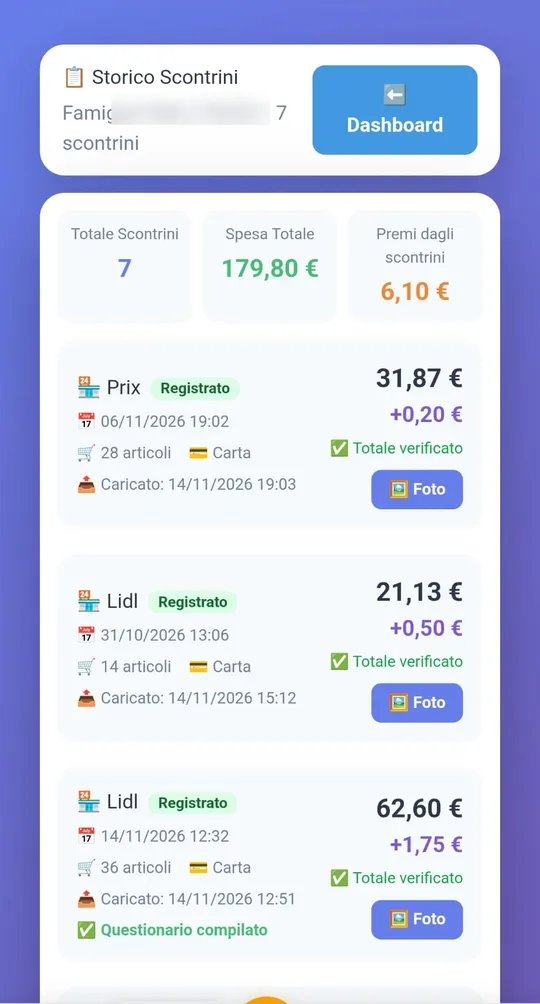 📋 Storico Scontrini
7
scontrini
⬅️
Dashboard
Totale Scontrini
7
Spesa Totale
179,80 €
Premi dagli
scontrini
6,10 €
🏪 Prix Registrato
📅 06/11/2026 19:02
🛒 28 articoli 💳 Carta
📤 Caricato: 14/11/2026 19:03
31,87 €
+0,20 €
✅ Totale verificato
🖼️ Foto
🏪 Lidl Registrato
📅 31/10/2026 13:06
🛒 14 articoli 💳 Carta
📤 Caricato: 14/11/2026 15:12
21,13 €
+0,50 €
✅ Totale verificato
🖼️ Foto
🏪 Lidl Registrato
📅 14/11/2026 12:32
🛒 36 articoli 💳 Carta
📤 Caricato: 14/11/2026 12:51
✅ Questionario compilato
62,60 €
+1,75 €
✅ Totale verificato
🖼️ Foto